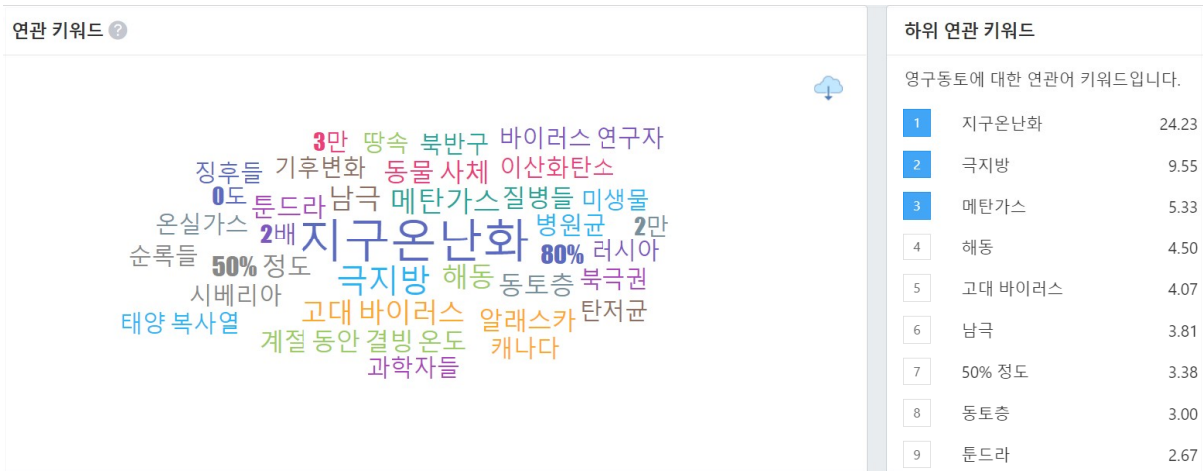 연관 키워드 ?
3만 땅속 북반구 바이러스 연구자
징후들 기후변화 동물 사체 이산화탄소
0도 툰드라 남극 메탄가스 질병들 미생물
온실가스 2배 지구온난화 병원균 2만
순록들 50% 정도 극지방 해동 80% 러시아
시베리아 동토층 북극권
태양 복사열 고대 바이러스 알래스카 탄저균
계절 동안 결빙 온도 캐나다
과학자들
하위 연관 키워드
영구동토에 대한 연관어 키워드입니다.
1 지구온난화 24.23
2 극지방 9.55
3 메탄가스 5.33
4 해동 4.50
5 고대 바이러스 4.07
6 남극 3.81
7 50% 정도 3.38
8 동토층 3.00
9 툰드라 2.67